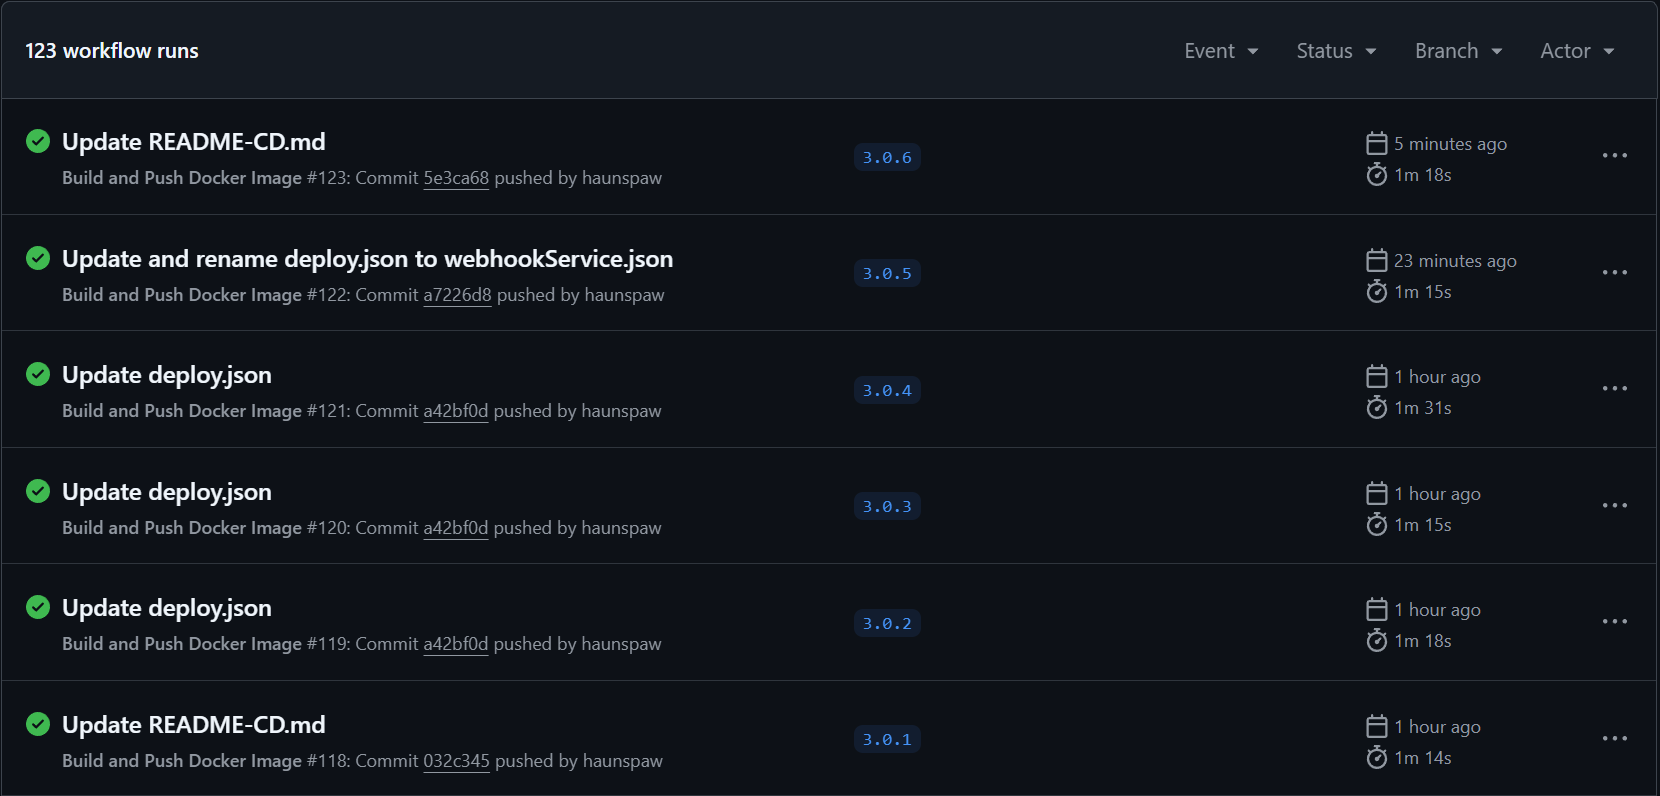 123 workflow runs
Event Status Branch Actor
Update README-CD.md
Build and Push Docker Image #123: Commit 5e3ca68 pushed by haunspaw
3.0.6
5 minutes ago
1m 18s
Update and rename deploy.json to webhookService.json
Build and Push Docker Image #122: Commit a7226d8 pushed by haunspaw
3.0.5
23 minutes ago
1m 15s
Update deploy.json
Build and Push Docker Image #121: Commit a42bf0d pushed by haunspaw
3.0.4
1 hour ago
1m 31s
Update deploy.json
Build and Push Docker Image #120: Commit a42bf0d pushed by haunspaw
3.0.3
1 hour ago
1m 15s
Update deploy.json
Build and Push Docker Image #119: Commit a42bf0d pushed by haunspaw
3.0.2
1 hour ago
1m 18s
Update README-CD.md
Build and Push Docker Image #118: Commit 032c345 pushed by haunspaw
3.0.1
1 hour ago
1m 14s